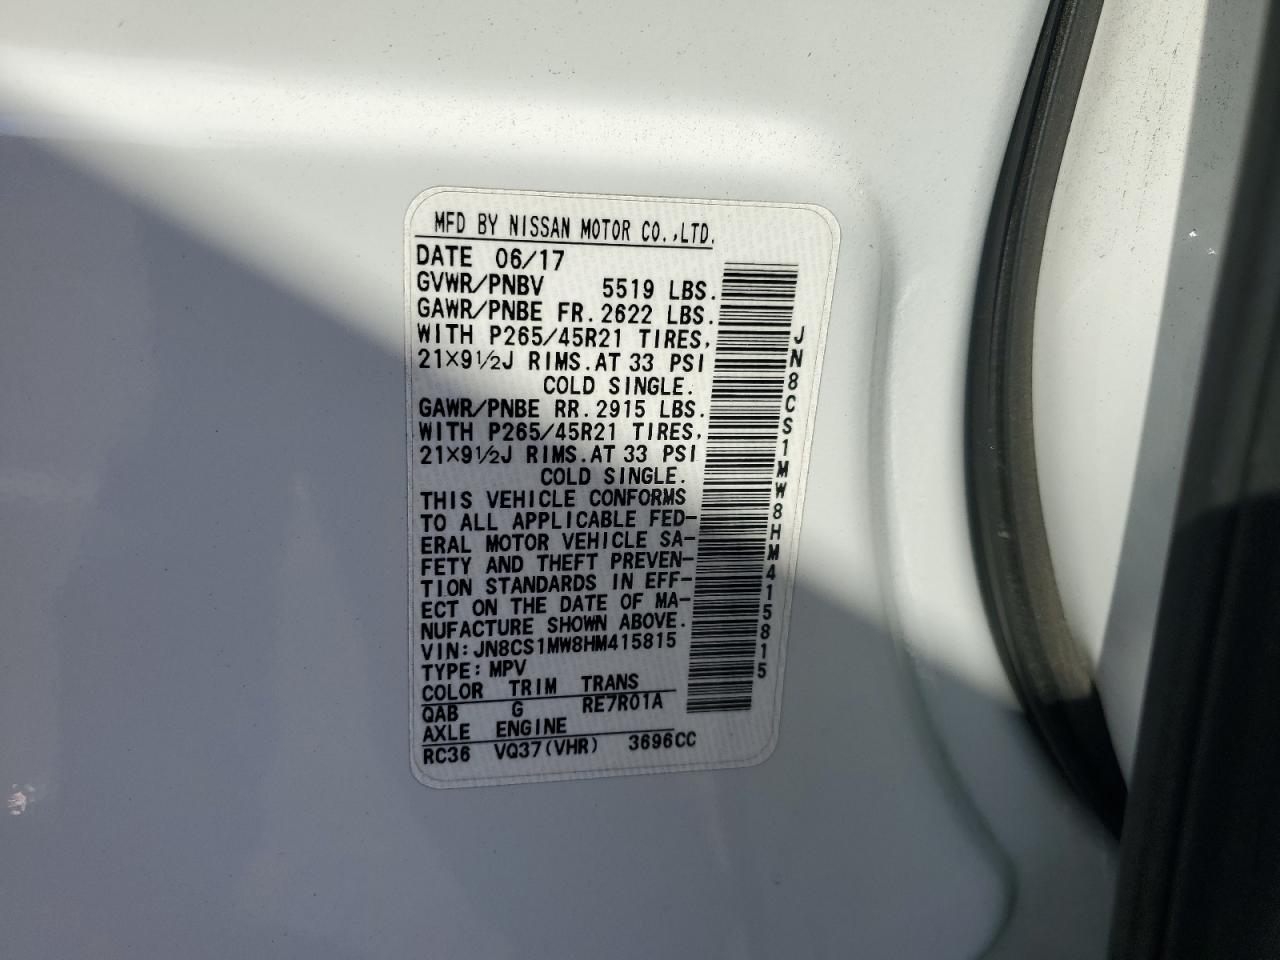 MFD BY NISSAN MOTOR CO.,LTD.
DATE 06/17
GVWR/PNBV 5519 LBS.
GAWR/PNBE FR.2622 LBS.
WITH P265/45R21 TIRES,
21×9½J RIMS.AT 33 PSI
COLD SINGLE.
GAWR/PNBE RR.2915 LBS.
WITH P265/45R21 TIRES,
21×9½J RIMS.AT 33 PSI
COLD SINGLE.
THIS VEHICLE CONFORMS
TO ALL APPLICABLE FED-
ERAL MOTOR VEHICLE SA-
FETY AND THEFT PREVEN-
TION STANDARDS IN EFF-
ECT ON THE DATE OF MA-
NUFACTURE SHOWN ABOVE.
VIN:JN8CS1MW8HM415815
TYPE:MPV
COLOR TRIM TRANS
QAB G RE7R01A
AXLE ENGINE
RC36 VQ37(VHR) 3696CC
JN8CS1MW8HM415815